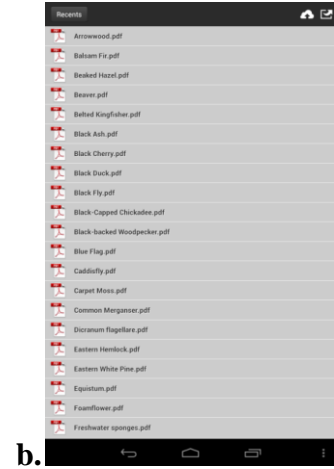 Recents
Arrowwood.pdf
Balsam Fir.pdf
Beaked Hazel.pdf
Beaver.pdf
Belted Kingfisher.pdf
Black Ash.pdf
Black Cherry.pdf
Black Duck.pdf
Black Fly.pdf
Black-Capped Chickadee.pdf
Black-backed Woodpecker.pdf
Blue Flag.pdf
Caddisfly.pdf
Carpet Moss.pdf
Common Merganser.pdf
Dicranum flagellare.pdf
Eastern Hemlock.pdf
Eastern White Pine.pdf
Equistum.pdf
Foamflower.pdf
Freshwater sponges.pdf
b.